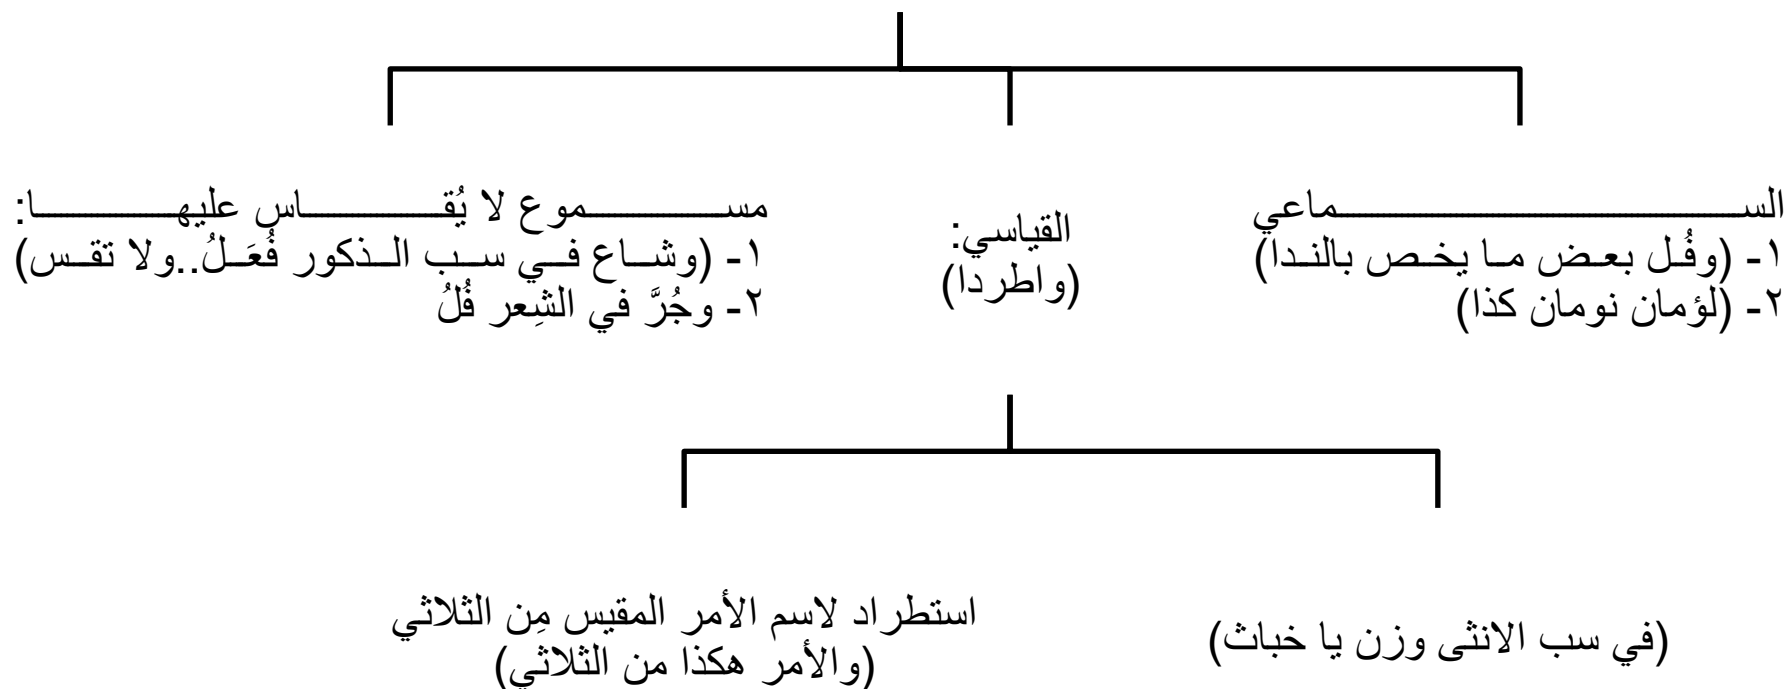 السماعي
١- (وفُل بعض ما يخص بالندا)
٢- (لؤمان نومان كذا)
القياسي:
(واطردا)
مسموع لا يُقاس عليها:
١- (وشاع في سب الذكور فُعَلُ..ولا تقس)
٢- وجُرَّ في الشِعر فُلُ
(في سب الانثى وزن يا خباث)
استطراد لاسم الأمر المقيس مِن الثلاثي
(والأمر هكذا من الثلاثي)